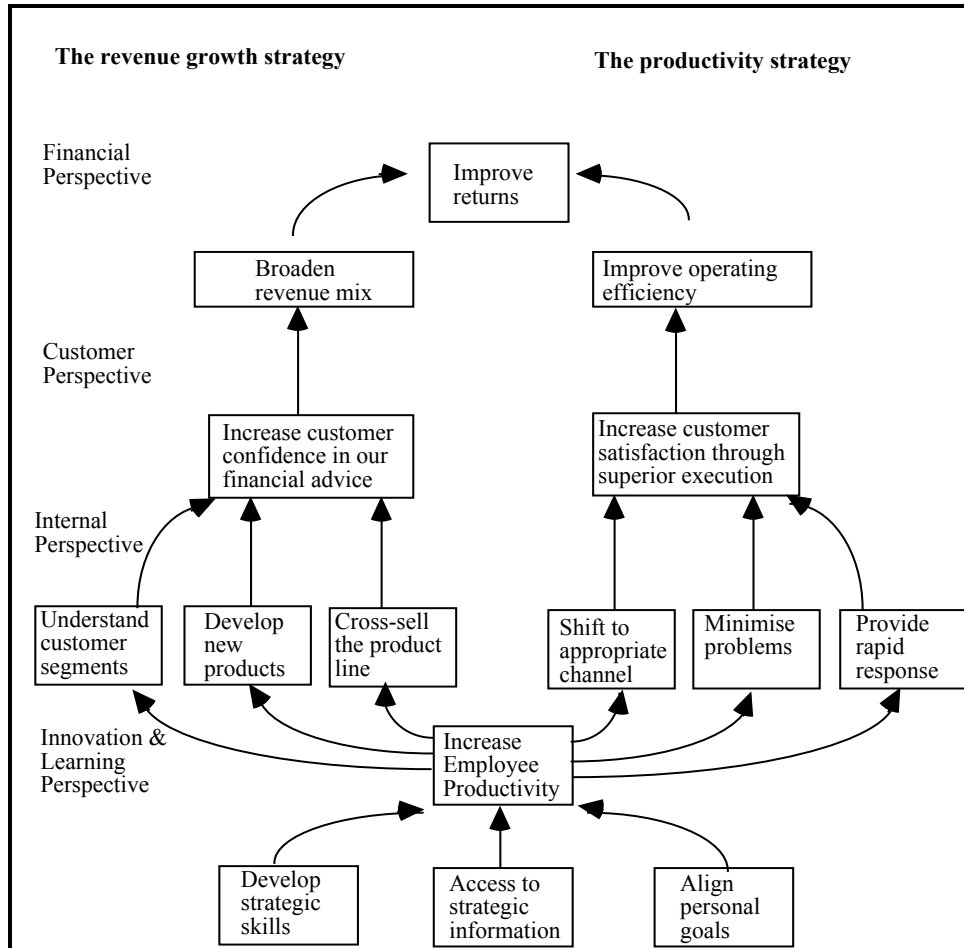 The revenue growth strategy
The productivity strategy
Financial
Perspective
Improve
returns
Broaden
revenue mix
Improve operating
efficiency
Customer
Perspective
Increase customer
confidence in our
financial advice
Increase customer
satisfaction through
superior execution
Internal
Perspective
Understand
customer
segments
Develop
new
products
Cross-sell
the product
line
Shift to
appropriate
channel
Minimise
problems
Provide
rapid
response
Innovation &
Learning
Perspective
Increase
Employee
Productivity
Develop
strategic
skills
Access to
strategic
information
Align
personal
goals